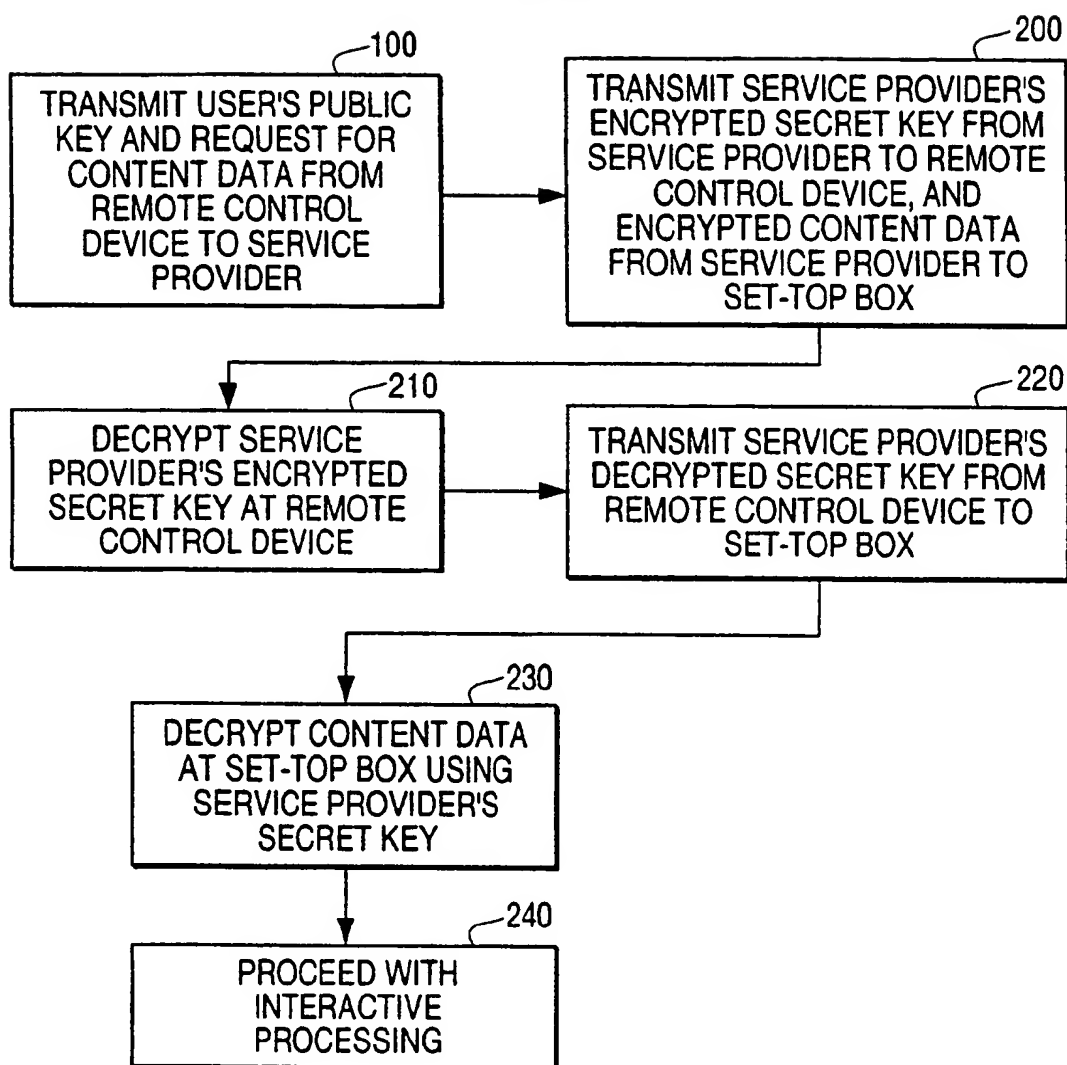 100
TRANSMIT USER'S PUBLIC
KEY AND REQUEST FOR
CONTENT DATA FROM
REMOTE CONTROL
DEVICE TO SERVICE
PROVIDER
200
TRANSMIT SERVICE PROVIDER'S
ENCRYPTED SECRET KEY FROM
SERVICE PROVIDER TO REMOTE
CONTROL DEVICE, AND
ENCRYPTED CONTENT DATA
FROM SERVICE PROVIDER TO
SET-TOP BOX
210
DECRYPT SERVICE
PROVIDER'S ENCRYPTED
SECRET KEY AT REMOTE
CONTROL DEVICE
220
TRANSMIT SERVICE PROVIDER'S
DECRYPTED SECRET KEY FROM
REMOTE CONTROL DEVICE TO
SET-TOP BOX
230
DECRYPT CONTENT DATA
AT SET-TOP BOX USING
SERVICE PROVIDER'S
SECRET KEY
240
PROCEED WITH
INTERACTIVE
PROCESSING